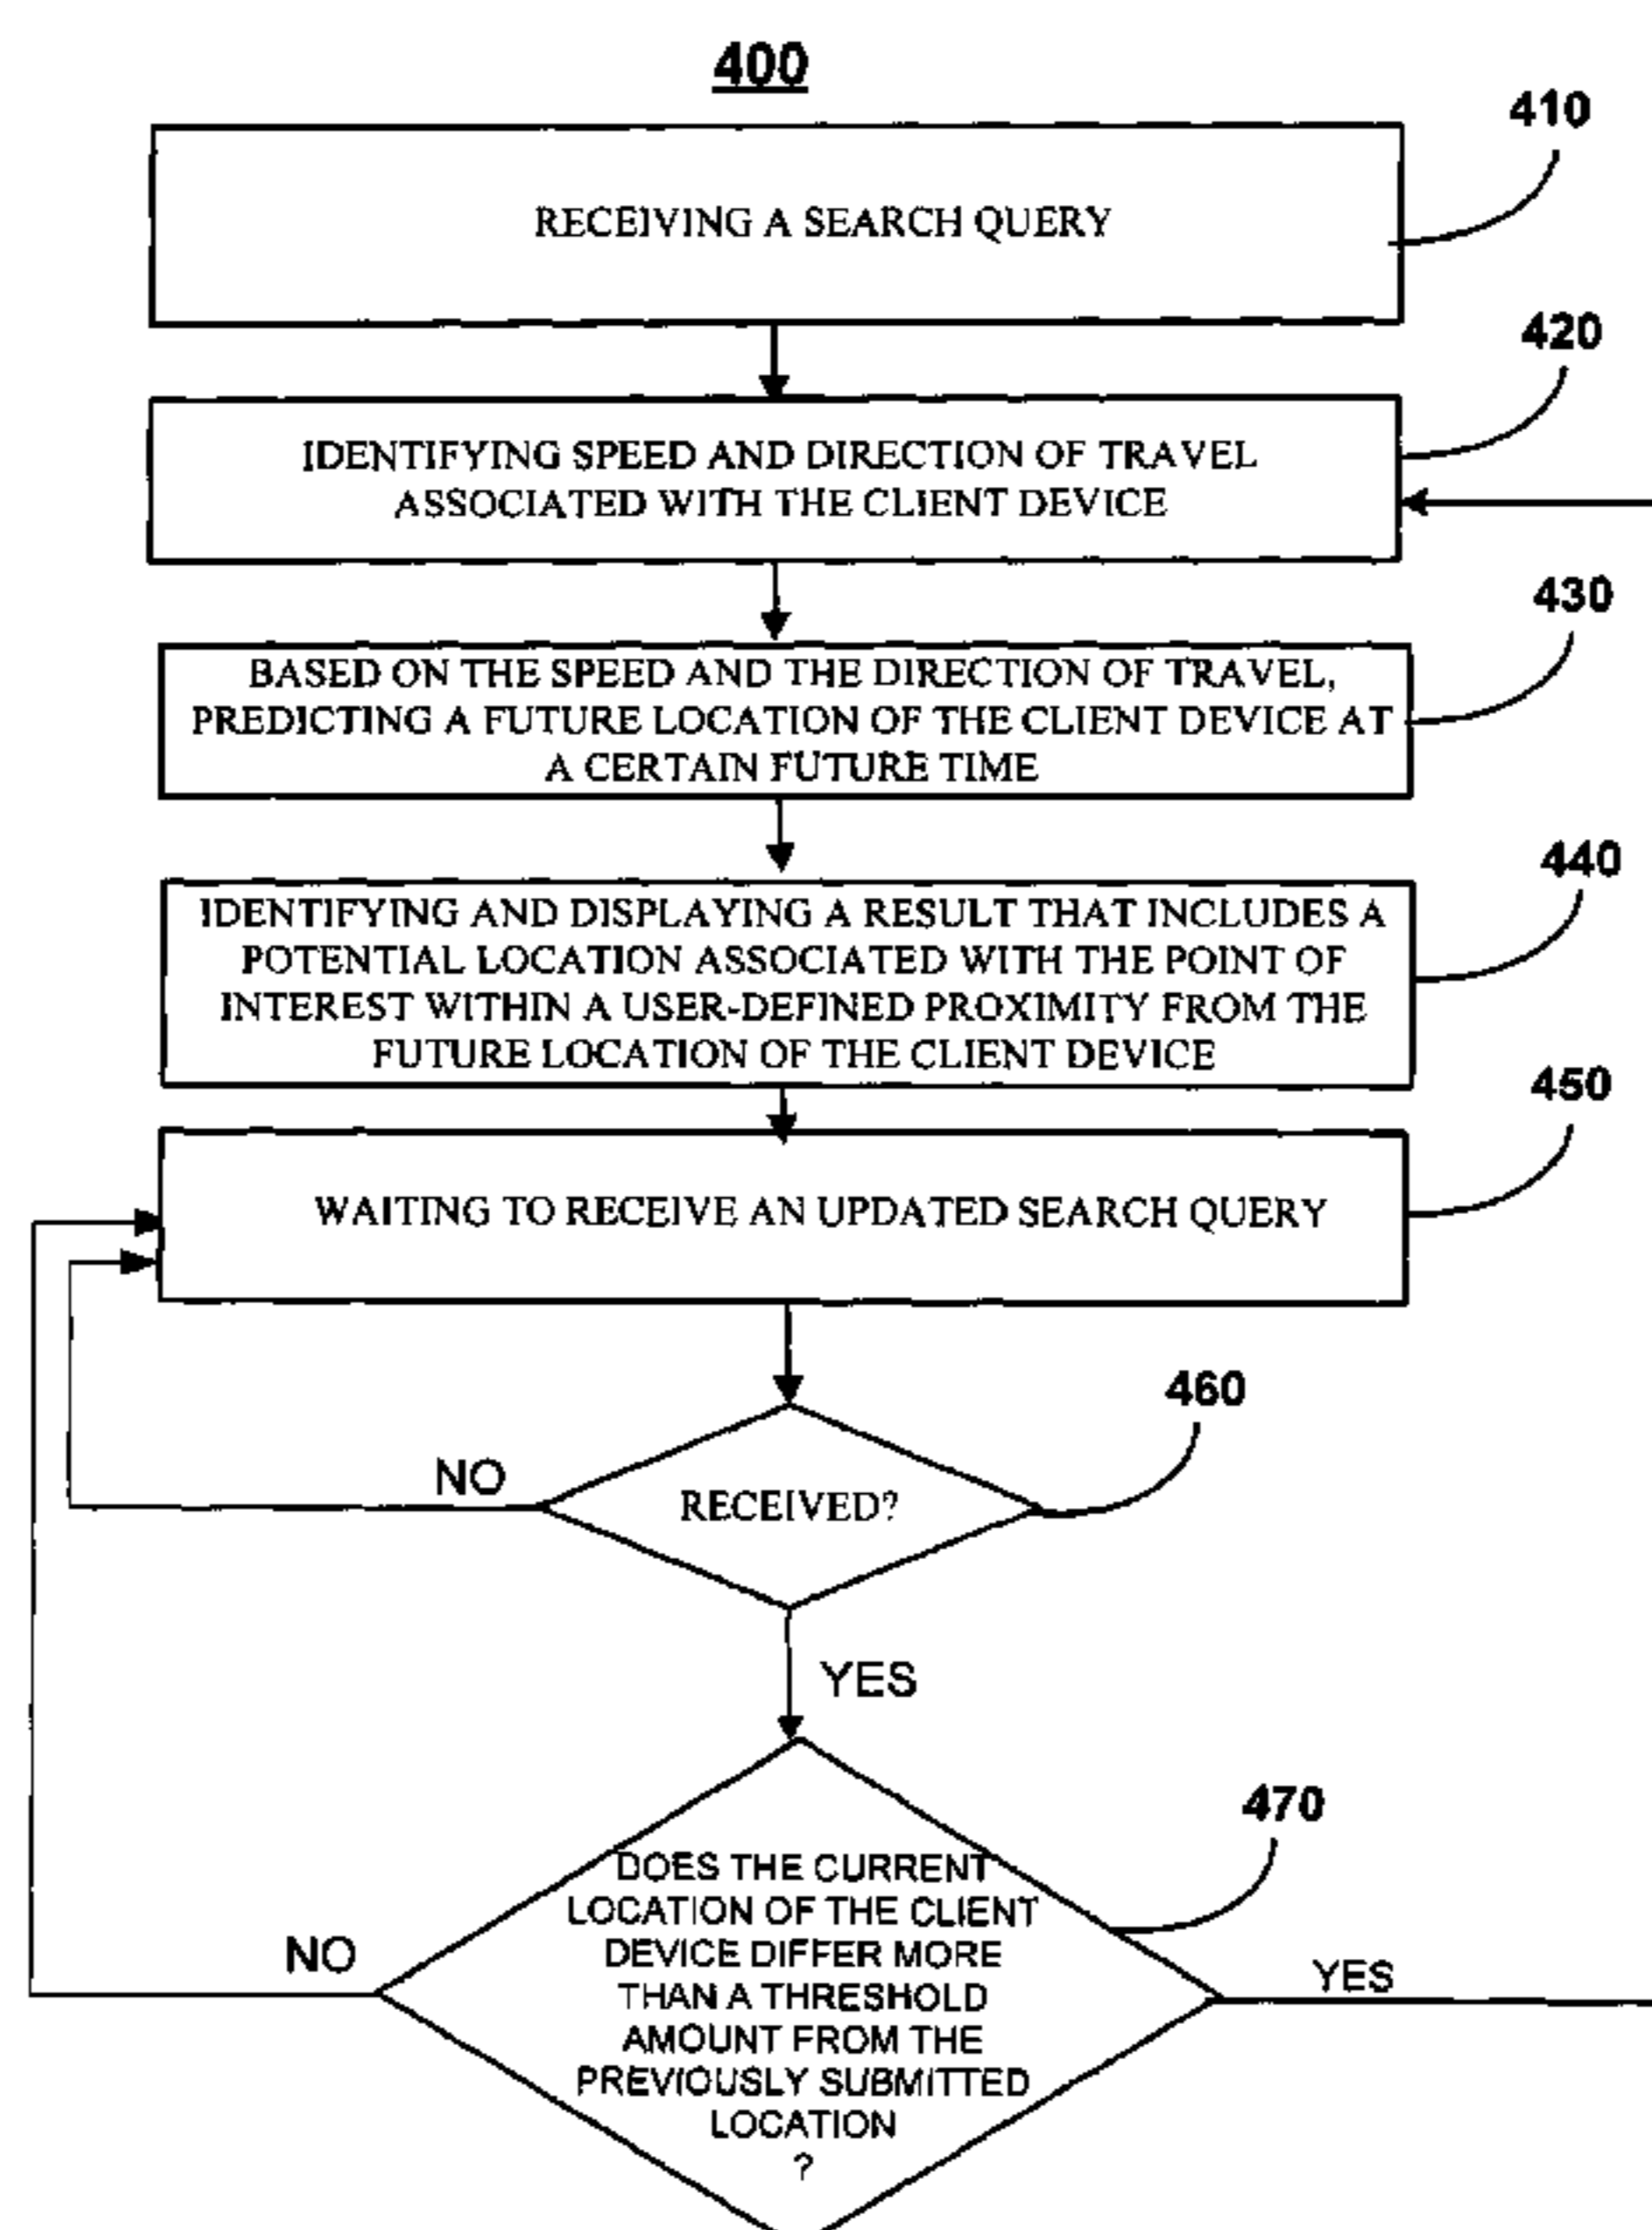 400
410
RECEIVING A SEARCH QUERY
420
IDENTIFYING SPEED AND DIRECTION OF TRAVEL
ASSOCIATED WITH THE CLIENT DEVICE
430
BASED ON THE SPEED AND THE DIRECTION OF TRAVEL,
PREDICTING A FUTURE LOCATION OF THE CLIENT DEVICE AT
A CERTAIN FUTURE TIME
440
IDENTIFYING AND DISPLAYING A RESULT THAT INCLUDES A
POTENTIAL LOCATION ASSOCIATED WITH THE POINT OF
INTEREST WITHIN A USER-DEFINED PROXIMITY FROM THE
FUTURE LOCATION OF THE CLIENT DEVICE
450
WAITING TO RECEIVE AN UPDATED SEARCH QUERY
460
NO
RECEIVED?
YES
470
DOES THE CURRENT
LOCATION OF THE CLIENT
DEVICE DIFFER MORE
THAN A THRESHOLD
AMOUNT FROM THE
PREVIOUSLY SUBMITTED
LOCATION
?
NO
YES